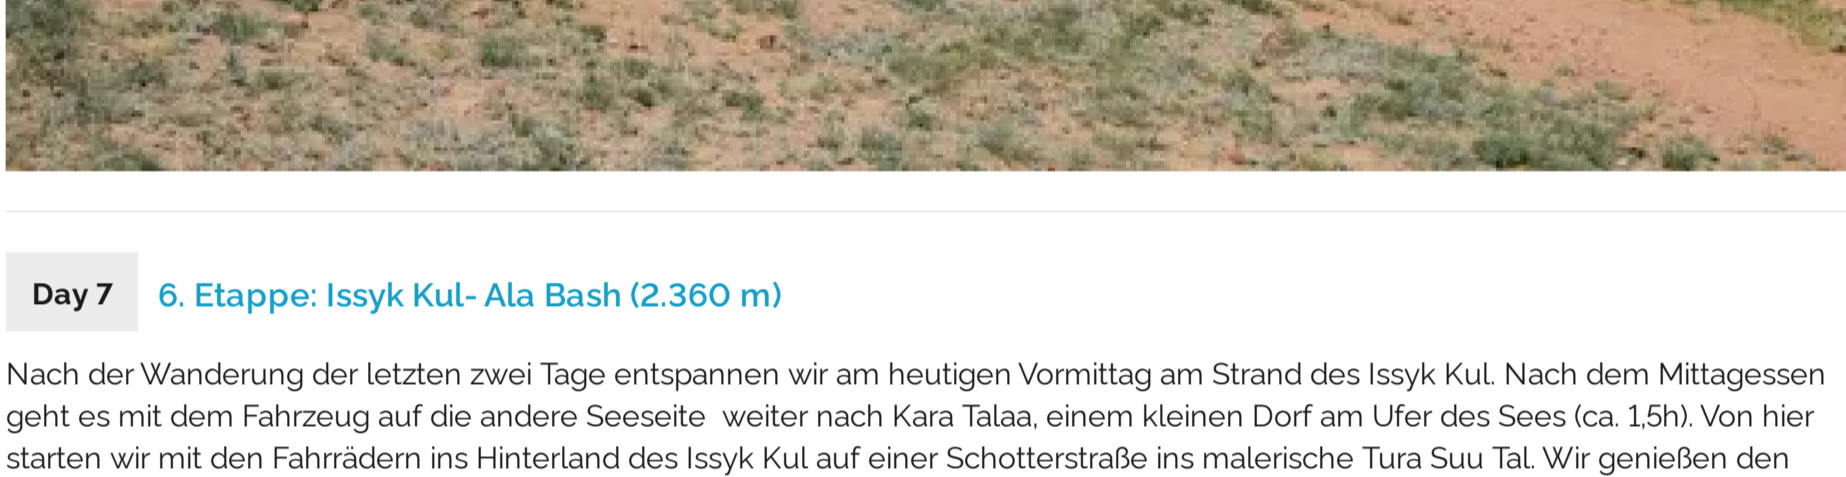 Day 7
6. Etappe: Issyk Kul- Ala Bash (2.360 m)
Nach der Wanderung der letzten zwei Tage entspannen wir am heutigen Vormittag am Strand des Issyk Kul. Nach dem Mittagessen
geht es mit dem Fahrzeug auf die andere Seeseite  weiter nach Kara Talaa, einem kleinen Dorf am Ufer des Sees (ca. 1,5h). Von hier
starten wir mit den Fahrrädern ins Hinterland des Issyk Kul auf einer Schotterstraße ins malerische Tura Suu Tal. Wir genießen den